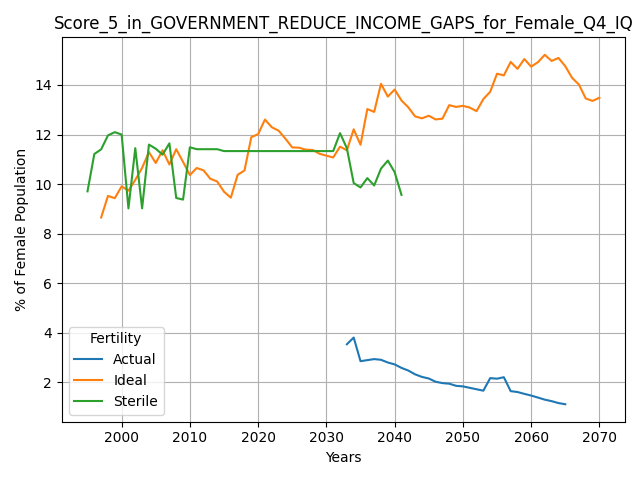 Score_5_in_GOVERNMENT_REDUCE_INCOME_GAPS_for_Female_Q4_IQ
% of Female Population
14
12
10
8
6
4
2
Fertility
Actual
Ideal
Sterile
2000 2010 2020 2030 2040 2050 2060 2070
Years